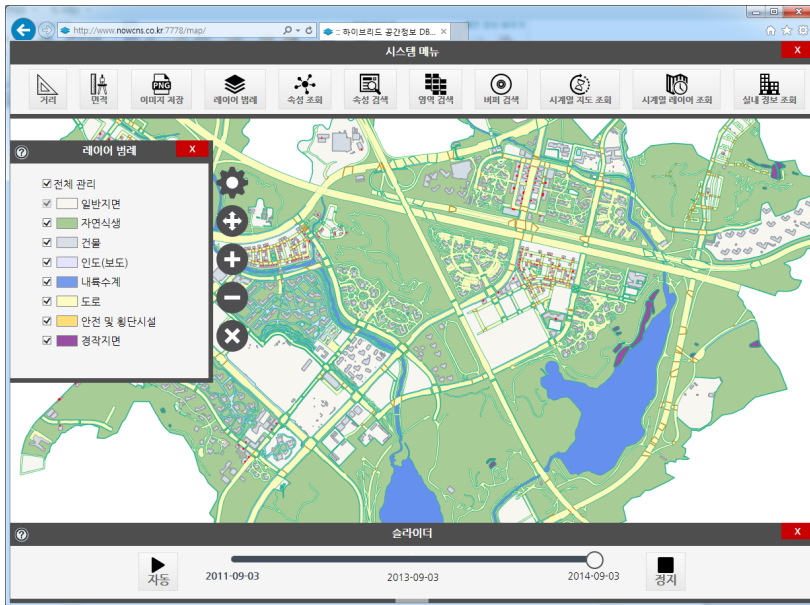 http://www.nowcns.co.kr:7778/map/
:: 하이브리드 공간정보 DB...
시스템 메뉴
X
거리
면적
PNG
이미지 저장
레이어 범례
속성 조회
속성 검색
영역 검색
버퍼 검색
시계열 지도 조회
시계열 레이어 조회
실내 정보 조회
? 레이어 범례 X
전체 관리
일반지면
자연식생
건물
인도(보도)
내륙수계
도로
안전 및 횡단시설
경작지면
? 슬라이더 X
자동
2011-09-03
2013-09-03
2014-09-03
정지